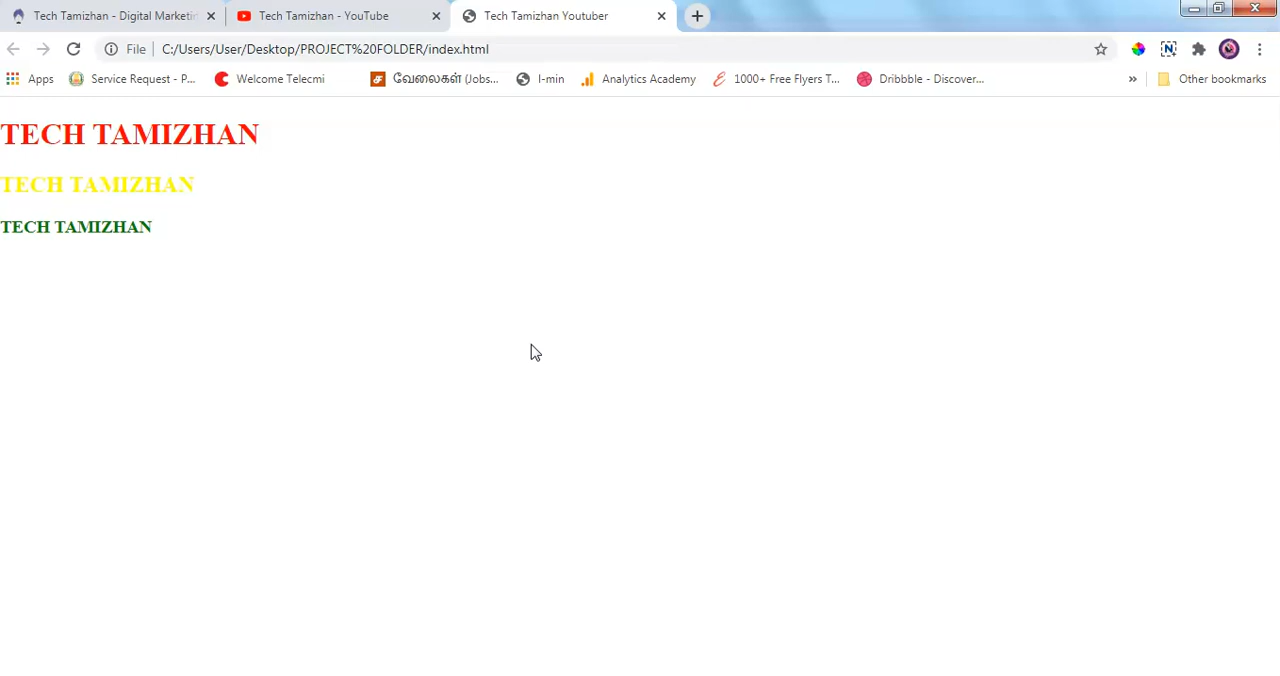 Tech Tamizhan - Digital Marketin
Tech Tamizhan - YouTube
Tech Tamizhan Youtuber
File
C:/Users/User/Desktop/PROJECT%20FOLDER/index.html
Apps
Service Request - P...
Welcome Telecmi
வேலைகள் (Jobs...
I-min
Analytics Academy
1000+ Free Flyers T...
Dribbble - Discover...
»
Other bookmarks
TECH TAMIZHAN
TECH TAMIZHAN
TECH TAMIZHAN